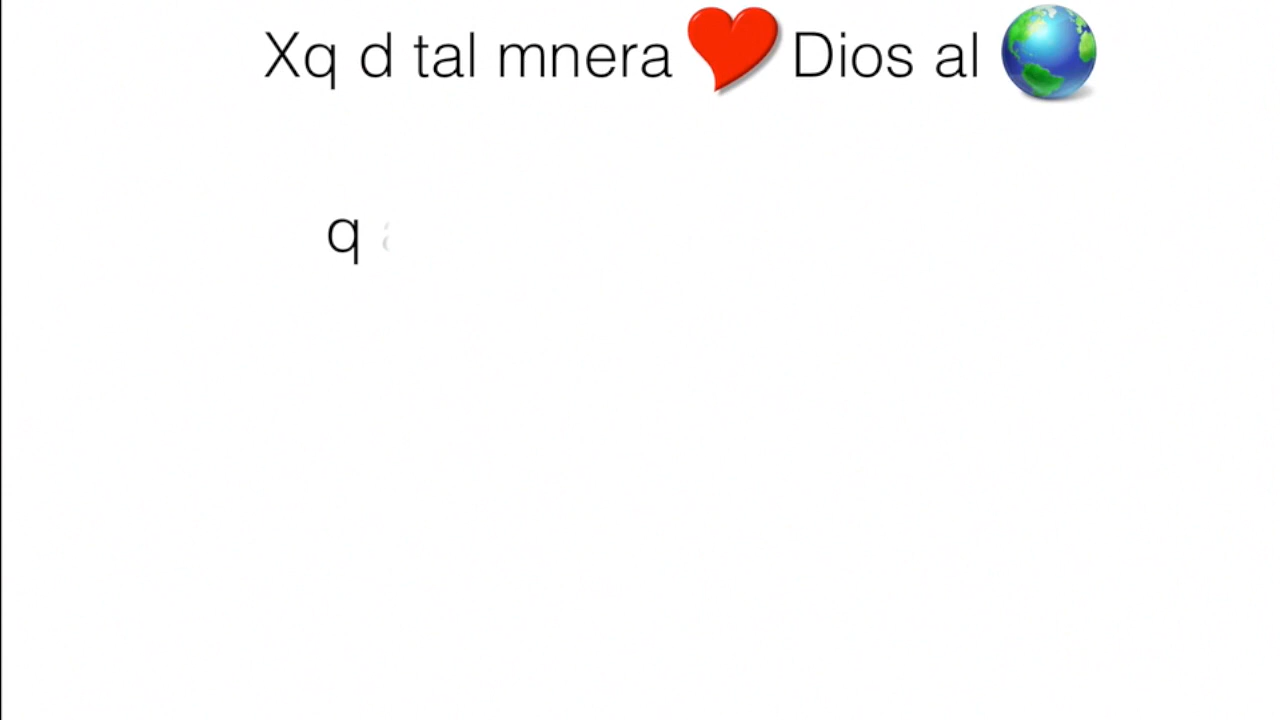 Xq d tal mnera ❤️ Dios al 🌎
q